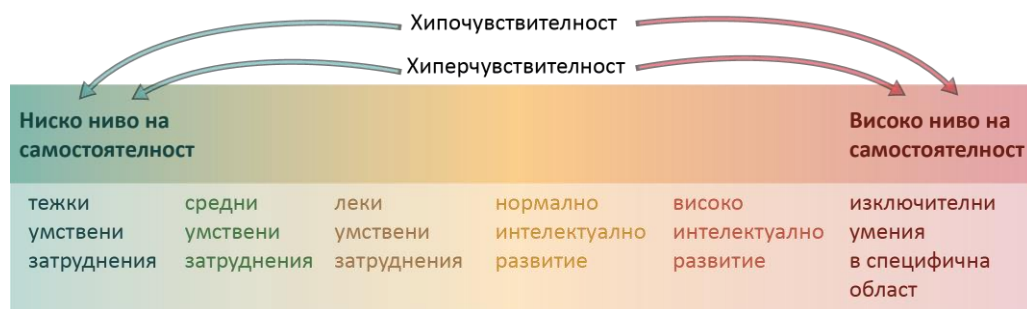 Хипочувствителност
Хиперчувствителност
Ниско ниво на
самостоятелност
Високо ниво на
самостоятелност
тежки
умствени
затруднения
средни
умствени
затруднения
леки
умствени
затруднения
нормално
интелектуално
развитие
високо
интелектуално
развитие
изключителни
умения
в специфична
област